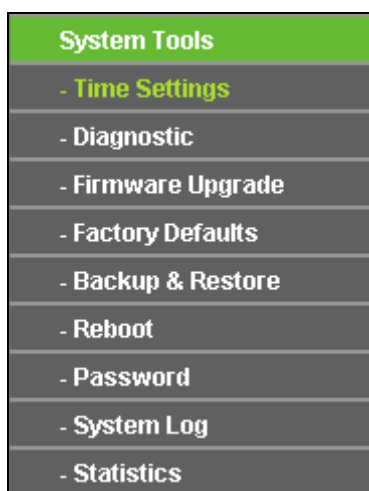 System Tools
- Time Settings
- Diagnostic
- Firmware Upgrade
- Factory Defaults
- Backup & Restore
- Reboot
- Password
- System Log
- Statistics